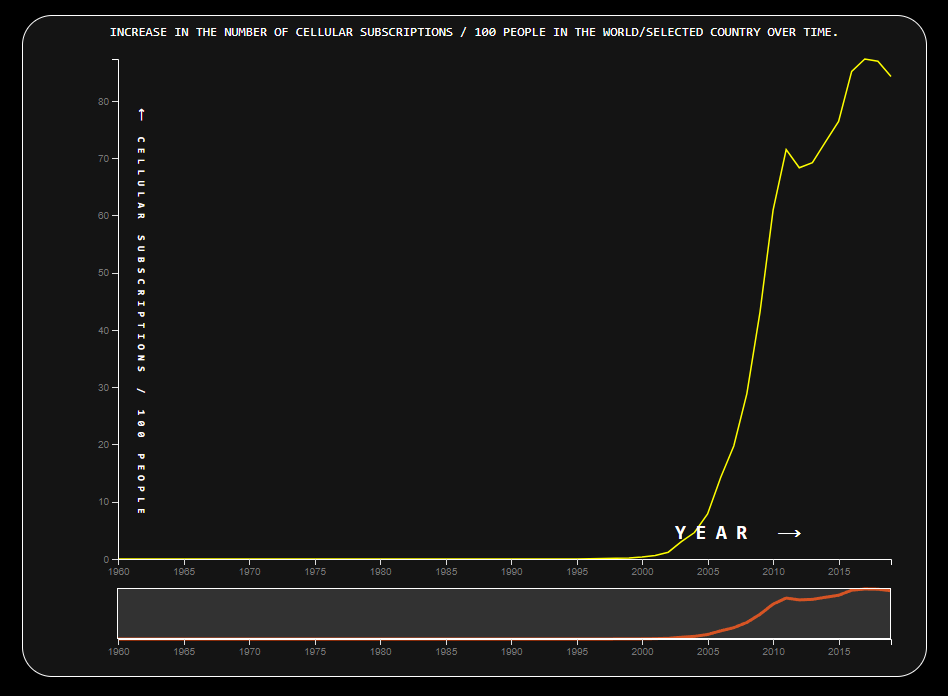 INCREASE IN THE NUMBER OF CELLULAR SUBSCRIPTIONS / 100 PEOPLE IN THE WORLD/SELECTED COUNTRY OVER TIME.
80
70
60
50
40
30
20
10
0
↑ CELLULAR SUBSCRIPTIONS / 100 PEOPLE
YEAR →
1960 1965 1970 1975 1980 1985 1990 1995 2000 2005 2010 2015
1960 1965 1970 1975 1980 1985 1990 1995 2000 2005 2010 2015